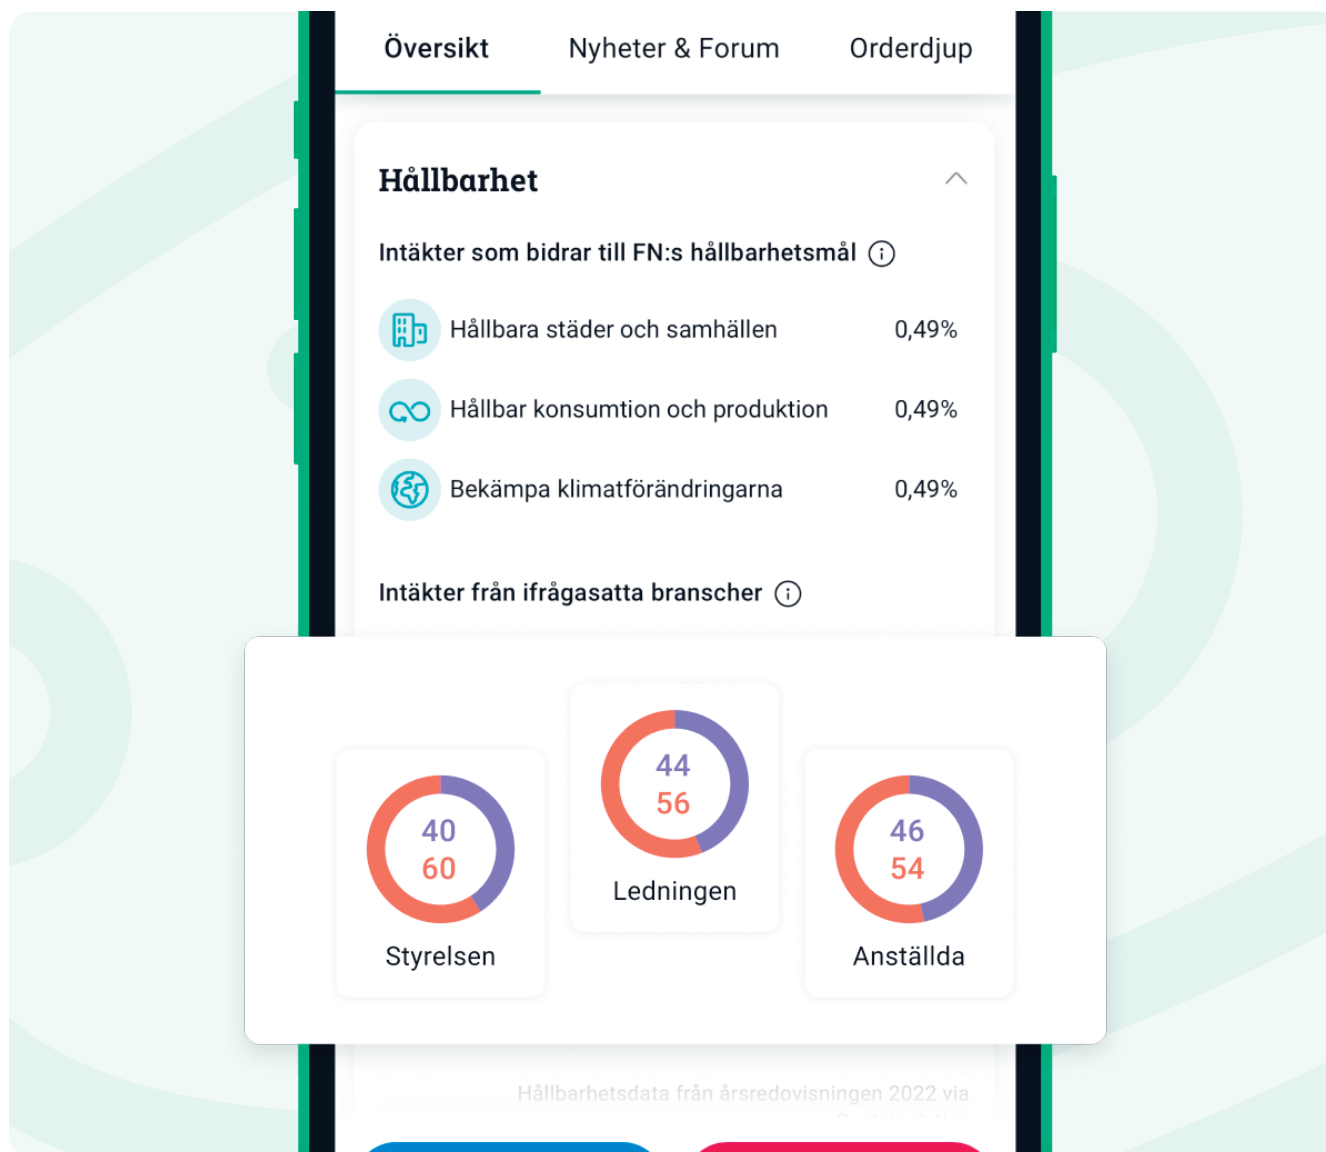 Översikt Nyheter & Forum Orderdjup
Hållbarhet
Intäkter som bidrar till FN:s hållbarhetsmål
Hållbara städer och samhällen 0,49%
Hållbar konsumtion och produktion 0,49%
Bekämpa klimatförändringarna 0,49%
Intäkter från ifrågasatta branscher
40
60
Styrelsen
44
56
Ledningen
46
54
Anställda
Hållbarhetsdata från årsredovisningen 2022 via